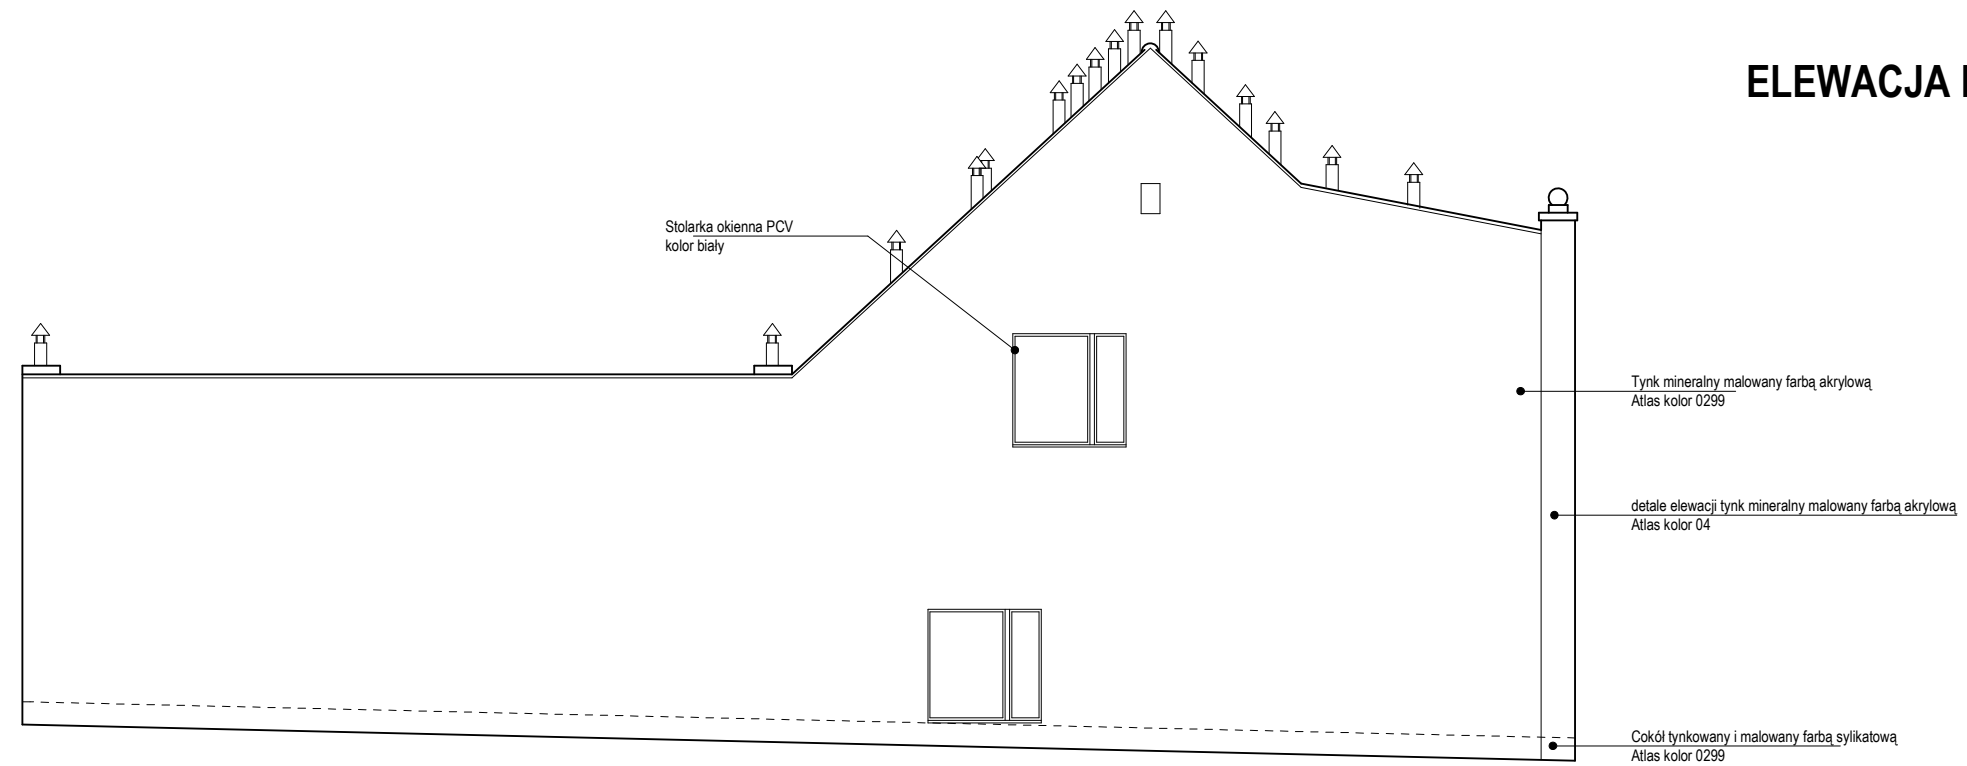 ELEWACJA
Stolarka okienna PCV
kolor biały
Tynk mineralny malowany farbą akrylową
Atlas kolor 0299
detale elewacji tynk mineralny malowany farbą akrylową
Atlas kolor 04
Cokół tynkowany i malowany farbą sylikatową
Atlas kolor 0299